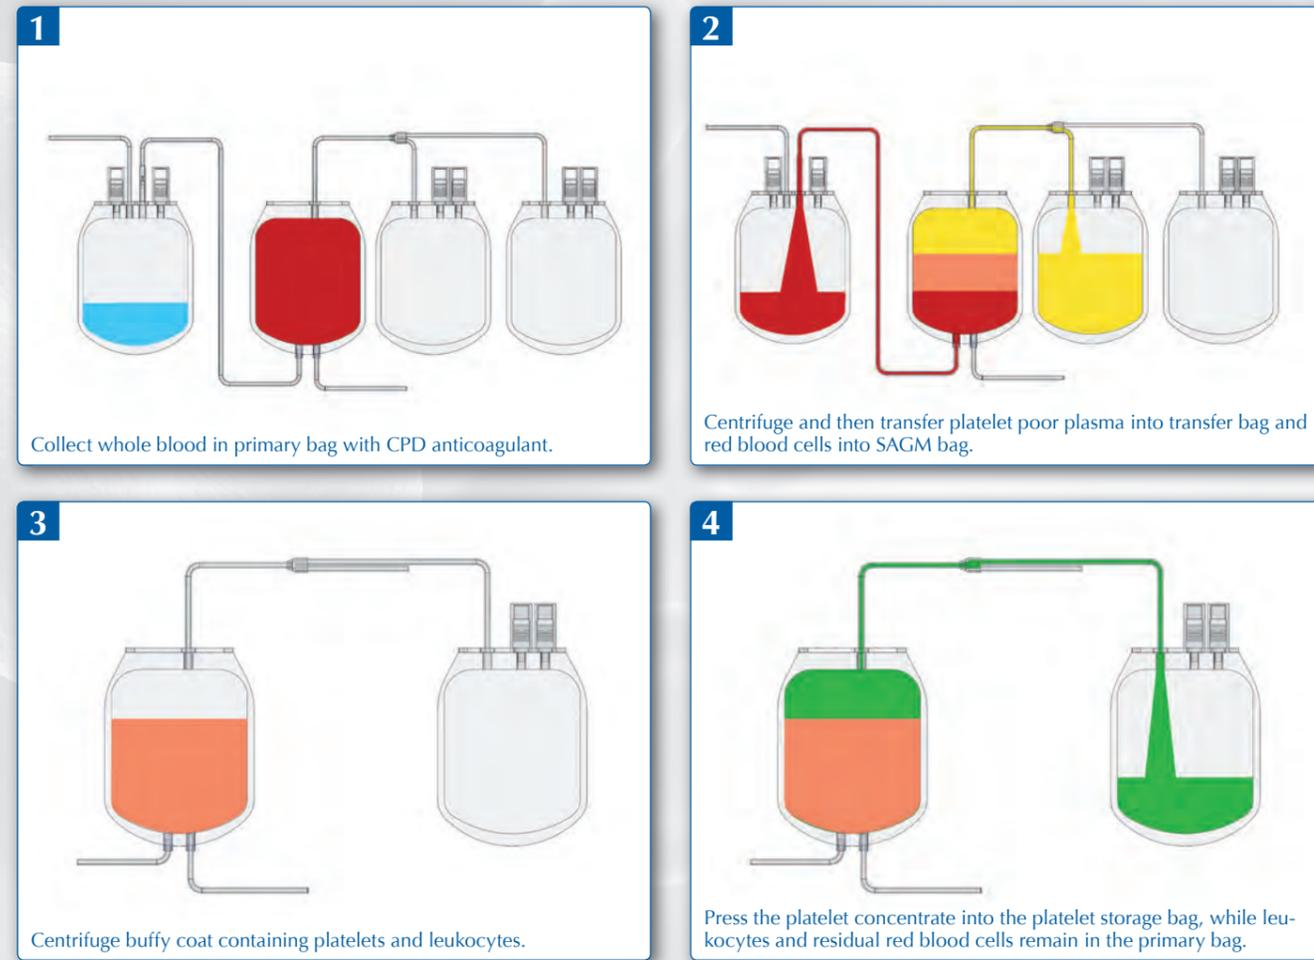 1
Collect whole blood in primary bag with CPD anticoagulant.
2
Centrifuge and then transfer platelet poor plasma into transfer bag and
red blood cells into SAGM bag.
3
Centrifuge buffy coat containing platelets and leukocytes.
4
Press the platelet concentrate into the platelet storage bag, while leu-
kocytes and residual red blood cells remain in the primary bag.